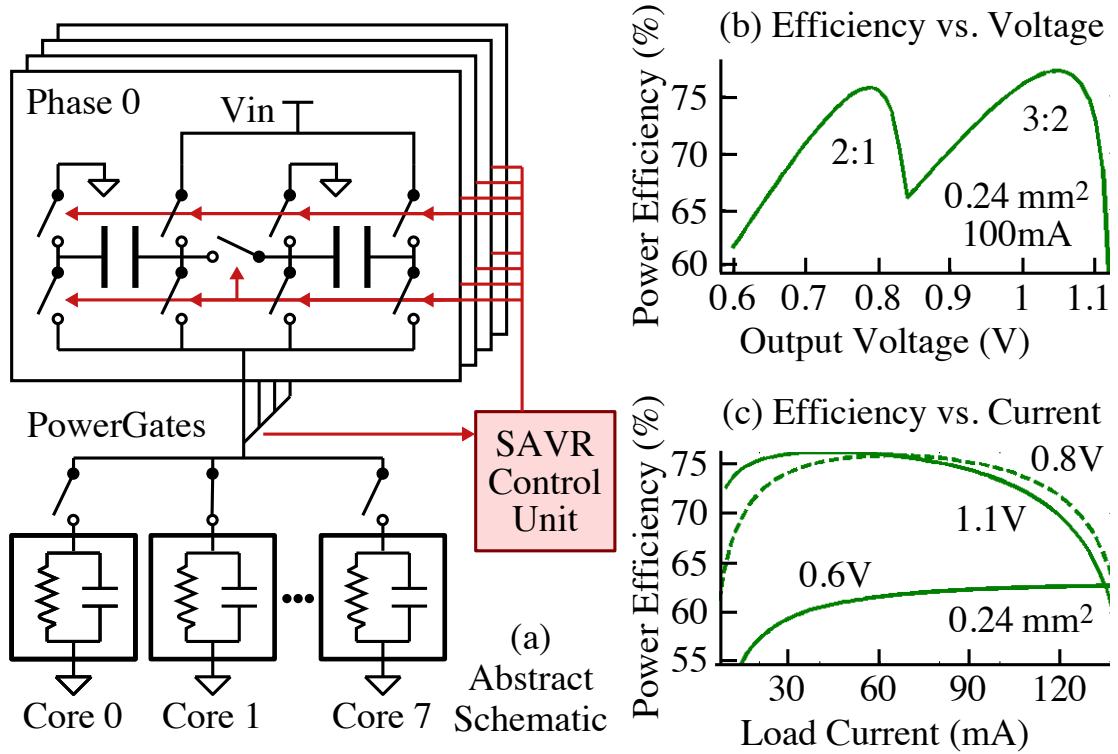 Phase 0
Vin
PowerGates
SAVR
Control
Unit
Core 0
Core 1
Core 7
(a)
Abstract
Schematic
(b) Efficiency vs. Voltage
Power Efficiency (%)
75
70
65
60
2:1
3:2
0.24 mm²
100mA
0.6 0.7 0.8 0.9 1 1.1
Output Voltage (V)
(c) Efficiency vs. Current
Power Efficiency (%)
75
70
65
60
55
0.8V
1.1V
0.6V
0.24 mm²
30 60 90 120
Load Current (mA)